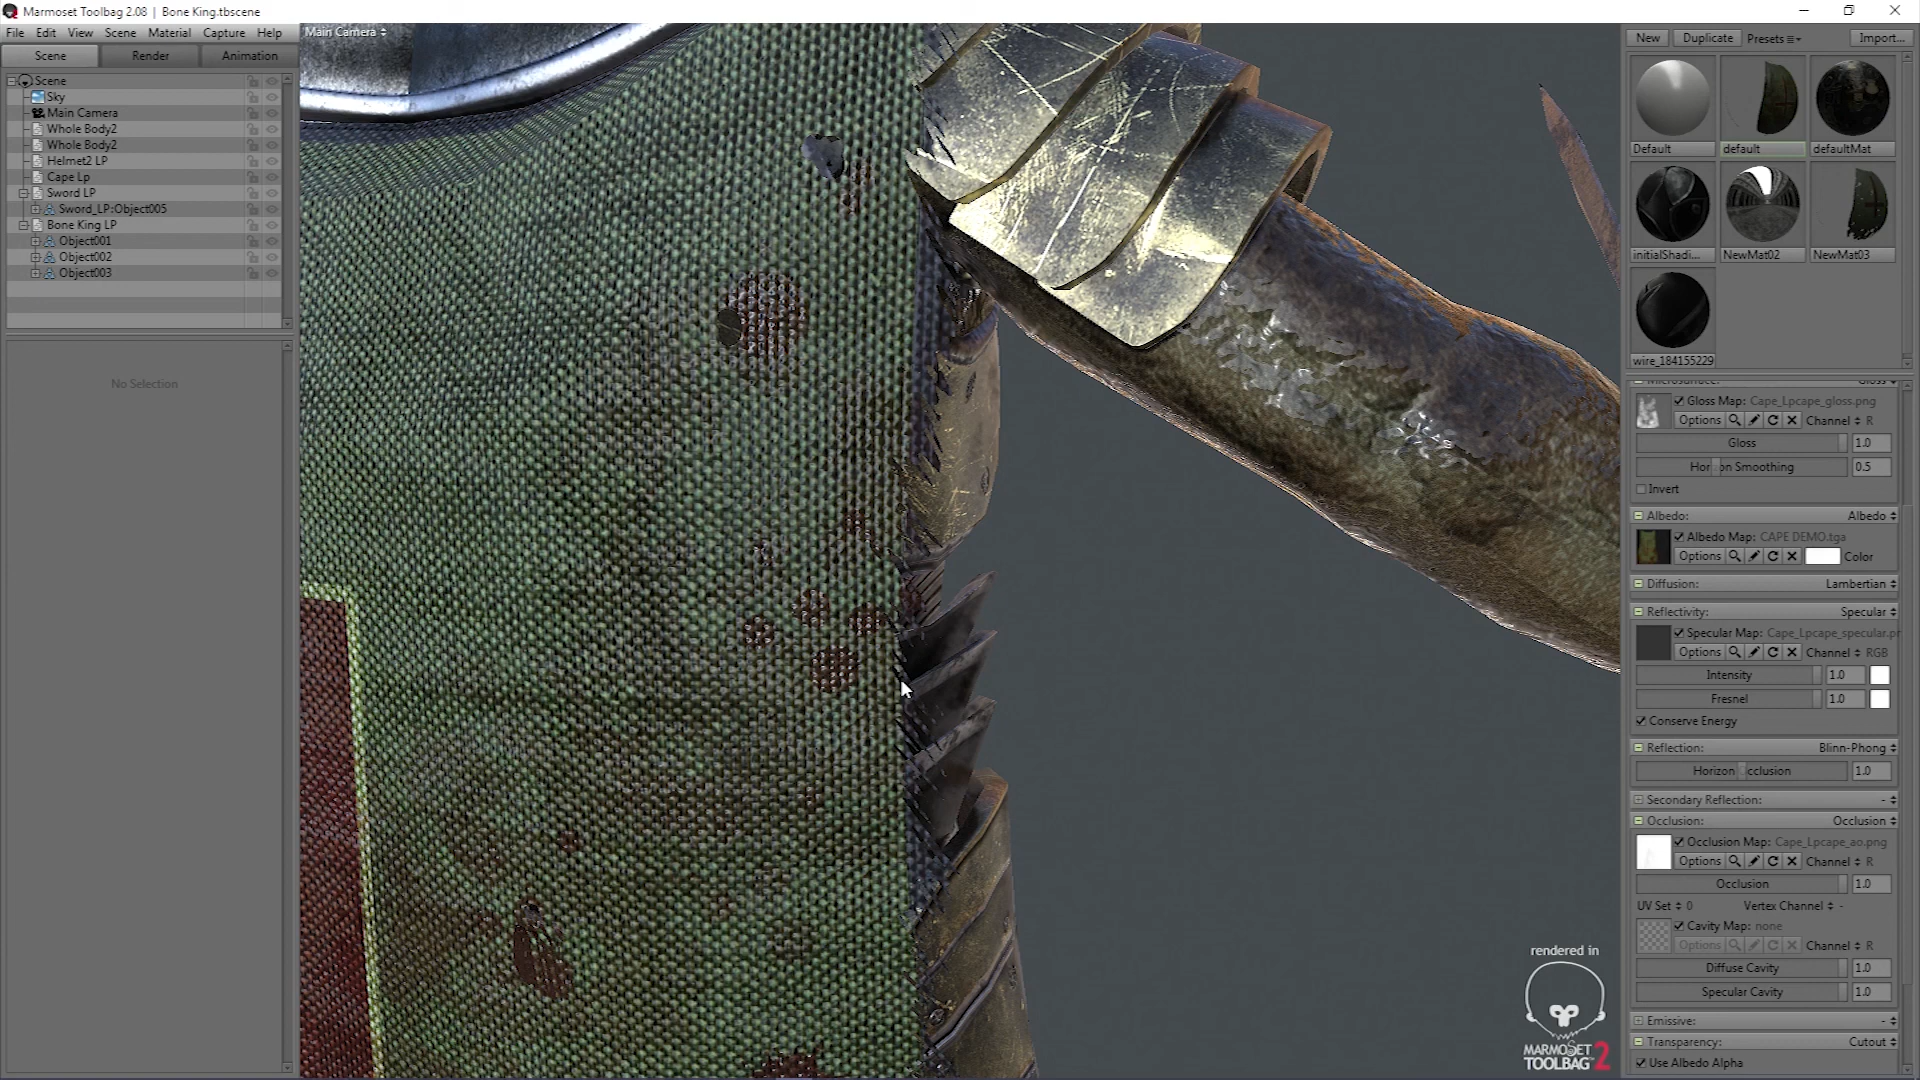 Marmoset Toolbag 2.08 | Bone King.tbscene
File Edit View Scene Material Capture Help
Scene Render Animation
Main Camera
Scene
Sky
Main Camera
Whole Body2
Whole Body2
Helmet2 LP
Cape Lp
Sword LP
Sword_LP:Object005
Bone King LP
Object001
Object002
Object003
No Selection
rendered in
MARMOSET
TOOLBAG 2
New Duplicate Presets Import...
Default default defaultMat
initialShadi... NewMat02 NewMat03
wire_184155229
Microsurface: Gloss
Gloss Map: Cape_Lpcape_gloss.png
Options Channel R
Gloss 1.0
Horizon Smoothing 0.5
Invert
Albedo: Albedo
Albedo Map: CAPE DEMO.tga
Options Color
Diffusion: Lambertian
Reflectivity: Specular
Specular Map: Cape_Lpcape_specular.pr
Options Channel RGB
Intensity 1.0
Fresnel 1.0
Conserve Energy
Reflection: Blinn-Phong
Horizon Occlusion 1.0
Secondary Reflection: -
Occlusion: Occlusion
Occlusion Map: Cape_Lpcape_ao.png
Options Channel R
Occlusion 1.0
UV Set 0 Vertex Channel -
Cavity Map: none
Options Channel R
Diffuse Cavity 1.0
Specular Cavity 1.0
Emissive: -
Transparency: Cutout
Use Albedo Alpha